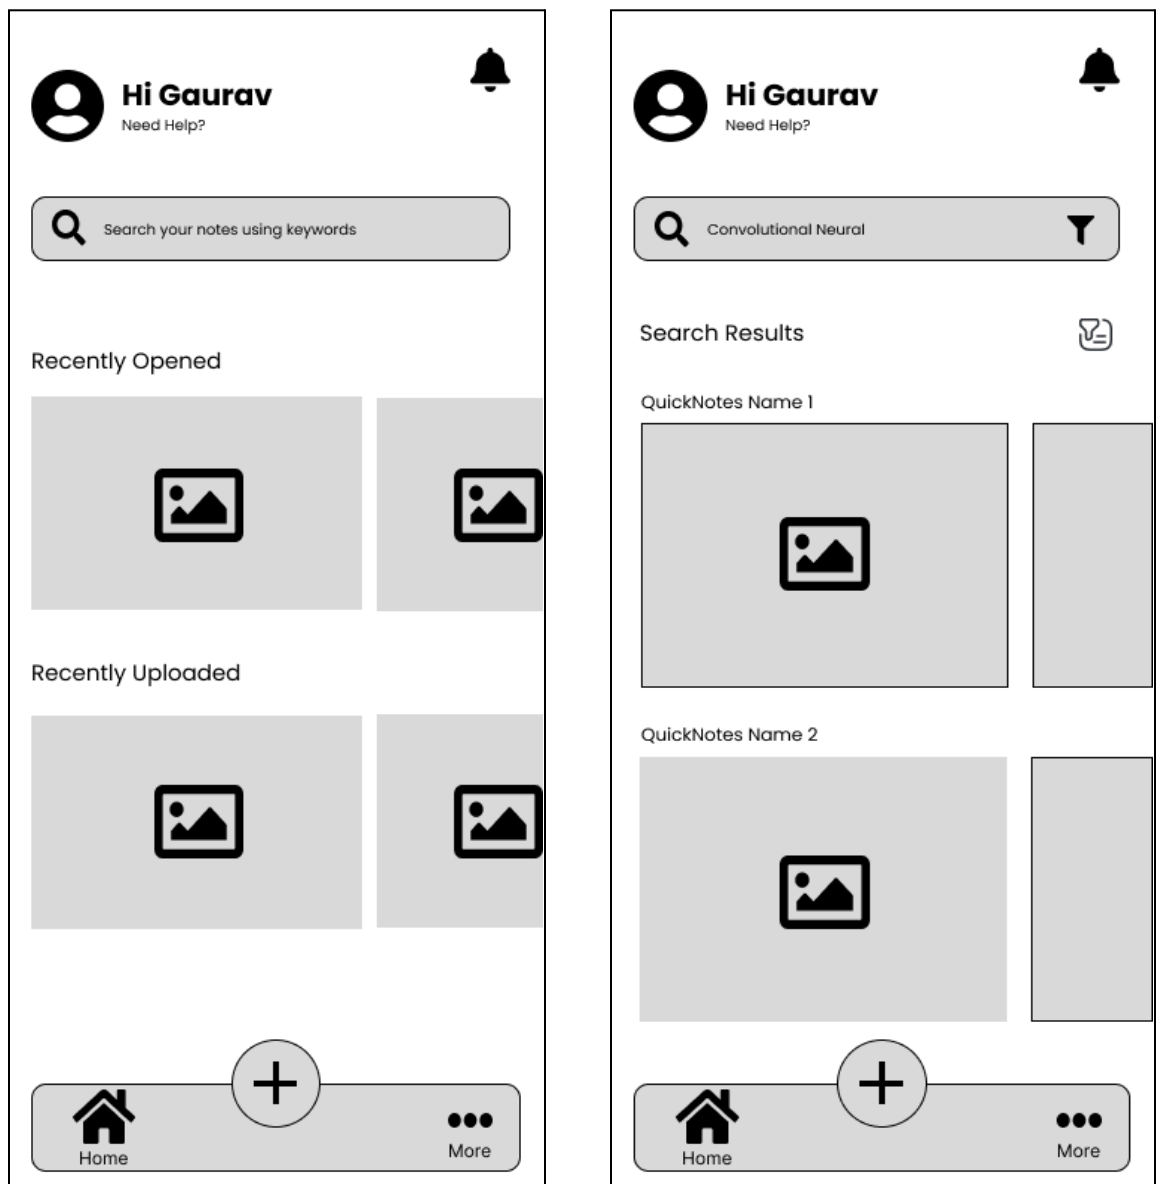 Hi Gaurav
Need Help?
Search your notes using keywords
Recently Opened
Recently Uploaded
Home
More
Hi Gaurav
Need Help?
Convolutional Neural
Search Results
QuickNotes Name 1
QuickNotes Name 2
Home
More